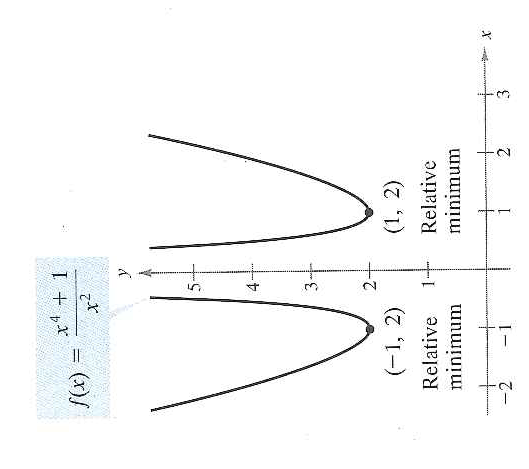 f(x) = x⁴ + 1
x²
y
5
4
3
2
1
(−1, 2)
Relative
minimum
(1, 2)
Relative
minimum
−2
−1
1
2
3
x